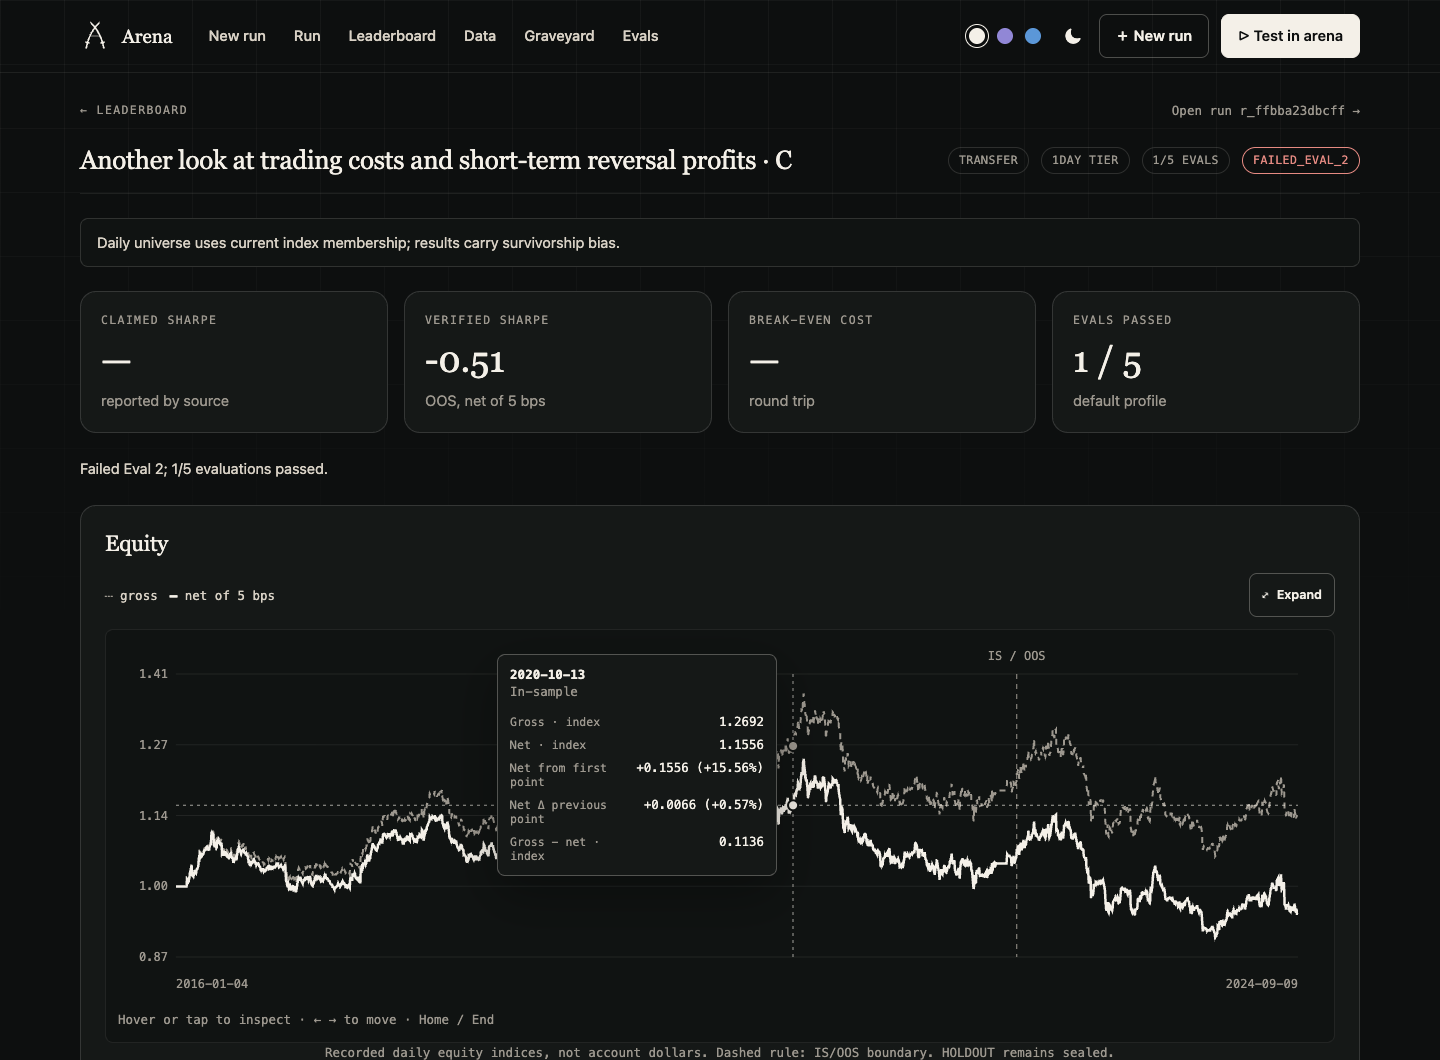 Arena New run Run Leaderboard Data Graveyard Evals + New run Test in arena
← LEADERBOARD Open run r_ffbba23dbcff →
Another look at trading costs and short-term reversal profits · C TRANSFER 1DAY TIER 1/5 EVALS FAILED_EVAL_2
Daily universe uses current index membership; results carry survivorship bias.
CLAIMED SHARPE
—
reported by source
VERIFIED SHARPE
-0.51
OOS, net of 5 bps
BREAK-EVEN COST
—
round trip
EVALS PASSED
1 / 5
default profile
Failed Eval 2; 1/5 evaluations passed.
Equity
gross net of 5 bps
Expand
IS / OOS
1.41
1.27
1.14
1.00
0.87
2020-10-13
In-sample
Gross · index 1.2692
Net · index 1.1556
Net from first point +0.1556 (+15.56%)
Net Δ previous point +0.0066 (+0.57%)
Gross − net · index 0.1136
2016-01-04 2024-09-09
Hover or tap to inspect · ← → to move · Home / End
Recorded daily equity indices, not account dollars. Dashed rule: IS/OOS boundary. HOLDOUT remains sealed.